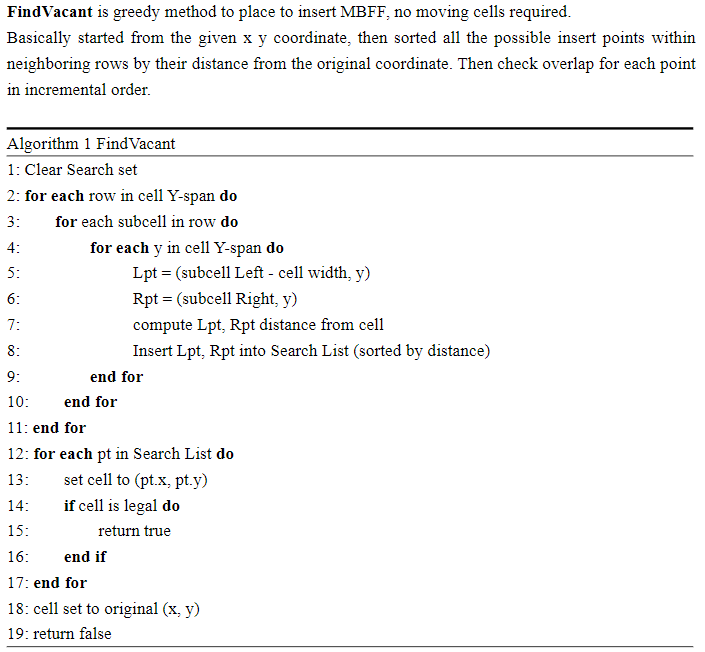 FindVacant is greedy method to place to insert MBFF, no moving cells required.
Basically started from the given x y coordinate, then sorted all the possible insert points within
neighboring rows by their distance from the original coordinate. Then check overlap for each point
in incremental order.
Algorithm 1 FindVacant
1: Clear Search set
2: for each row in cell Y-span do
3: for each subcell in row do
4: for each y in cell Y-span do
5: Lpt = (subcell Left - cell width, y)
6: Rpt = (subcell Right, y)
7: compute Lpt, Rpt distance from cell
8: Insert Lpt, Rpt into Search List (sorted by distance)
9: end for
10: end for
11: end for
12: for each pt in Search List do
13: set cell to (pt.x, pt.y)
14: if cell is legal do
15: return true
16: end if
17: end for
18: cell set to original (x, y)
19: return false